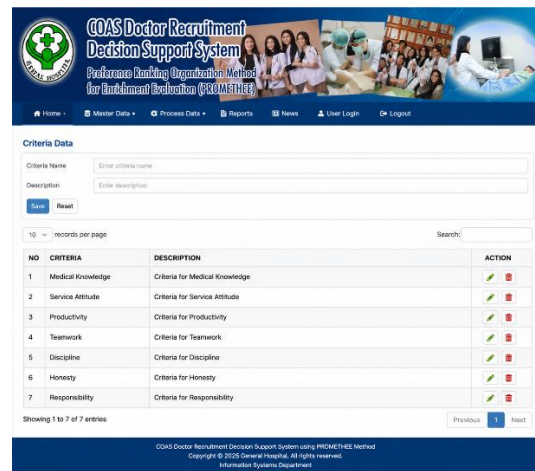 COAS Doctor Recruitment
Decision Support System
Preference Ranking Organization Method
for Enrichment Evaluation (PROMETHEE)
Home
Master Data
Process Data
Reports
News
User Login
Logout
Criteria Data
Criteria Name
Enter criteria name
Description
Enter description
Save Reset
10 records per page
Search:
NO CRITERIA DESCRIPTION ACTION
1 Medical Knowledge Criteria for Medical Knowledge
2 Service Attitude Criteria for Service Attitude
3 Productivity Criteria for Productivity
4 Teamwork Criteria for Teamwork
5 Discipline Criteria for Discipline
6 Honesty Criteria for Honesty
7 Responsibility Criteria for Responsibility
Showing 1 to 7 of 7 entries
Previous 1 Next
COAS Doctor Recruitment Decision Support System using PROMETHEE Method
Copyright © 2025 General Hospital. All rights reserved.
Information Systems Department